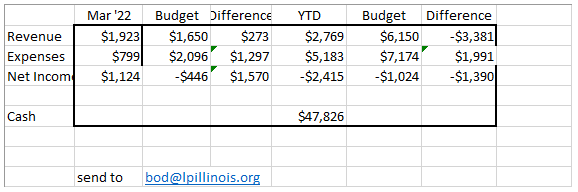 Mar '22 Budget Difference YTD Budget Difference
Revenue $1,923 $1,650 $273 $2,769 $6,150 -$3,381
Expenses $799 $2,096 $1,297 $5,183 $7,174 $1,991
Net Incom $1,124 -$446 $1,570 -$2,415 -$1,024 -$1,390
Cash $47,826
send to bod@lpillinois.org